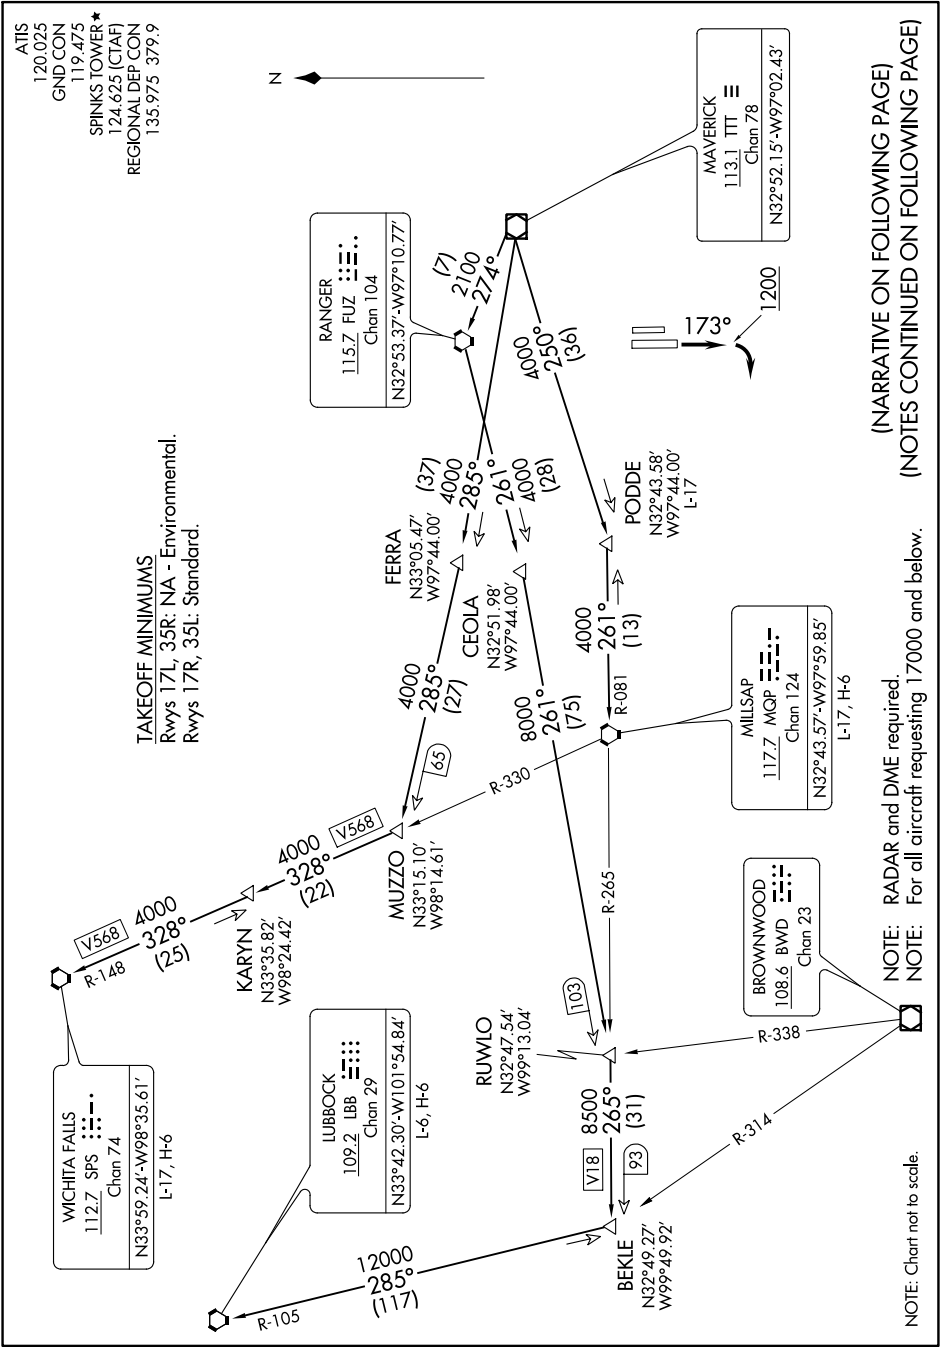 ATIS
120.025
GND CON
119.475
SPINKS TOWER★
124.625 (CTAF)
REGIONAL DEP CON
135.975 379.9
N
TAKEOFF MINIMUMS
Rwys 17L, 35R: NA - Environmental.
Rwys 17R, 35L: Standard.
WICHITA FALLS
112.7 SPS
Chan 74
N33°59.24'-W98°35.61'
L-17, H-6
V568
R-148
4000
328°
(25)
KARYN
N33°35.82'
W98°24.42'
4000
328°
(22)
V568
MUZZO
N33°15.10'
W98°14.61'
65
4000
285°
(27)
FERRA
N33°05.47'
W97°44.00'
(37)
4000
285°
RANGER
115.7 FUZ
Chan 104
N32°53.37'-W97°10.77'
(7)
2100
274°
MAVERICK
113.1 TTT
Chan 78
N32°52.15'-W97°02.43'
LUBBOCK
109.2 LBB
Chan 29
N33°42.30'-W101°54.84'
L-6, H-6
R-105
12000
285°
(117)
BEKLE
N32°49.27'
W99°49.92'
V18
93
8500
265°
(31)
RUWLO
N32°47.54'
W99°13.04'
103
8000
261°
(75)
CEOLA
N32°51.98'
W97°44.00'
261°
4000
(28)
4000
250°
(36)
PODDE
N32°43.58'
W97°44.00'
L-17
4000
261°
(13)
R-081
R-330
R-265
MILLSAP
117.7 MQP
Chan 124
N32°43.57'-W97°59.85'
L-17, H-6
173°
1200
BROWNWOOD
108.6 BWD
Chan 23
R-338
R-314
NOTE: RADAR and DME required.
NOTE: For all aircraft requesting 17000 and below.
(NARRATIVE ON FOLLOWING PAGE)
(NOTES CONTINUED ON FOLLOWING PAGE)
NOTE: Chart not to scale.